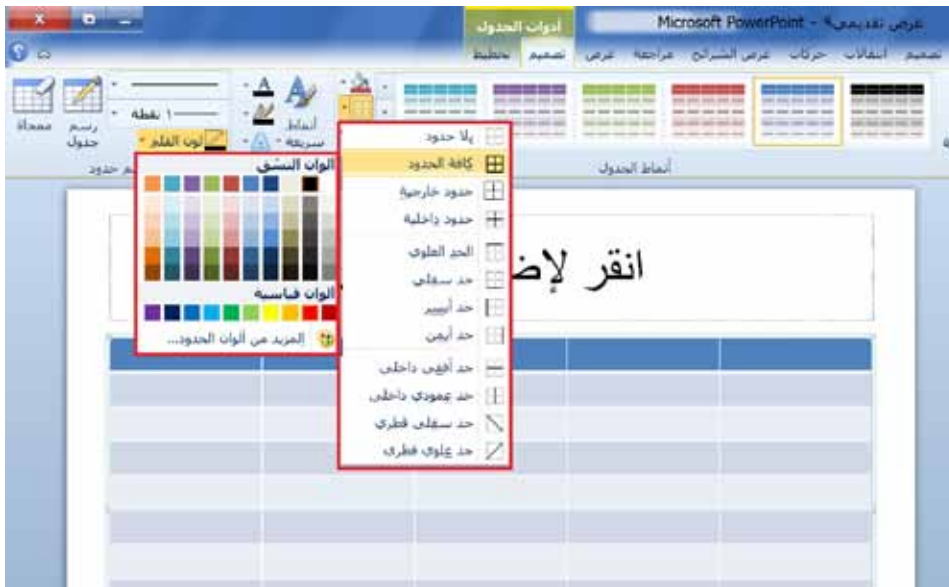 عرض تقديمي٩ - Microsoft PowerPoint
أدوات الجدول
تصميم انتقالات حركات عرض الشرائح مراجعة عرض تصميم تخطيط
أنماط الجدول
أنماط سريعة
١ نقطة
لون القلم
رسم جدول
ممحاة
حدود
بلا حدود
كافة الحدود
حدود خارجية
حدود داخلية
الحد العلوي
حد سفلي
حد أيسر
حد أيمن
حد أفقي داخلي
حد عمودي داخلي
حد سفلي قطري
حد علوي قطري
ألوان النسق
ألوان قياسية
المزيد من ألوان الحدود...
انقر لإض